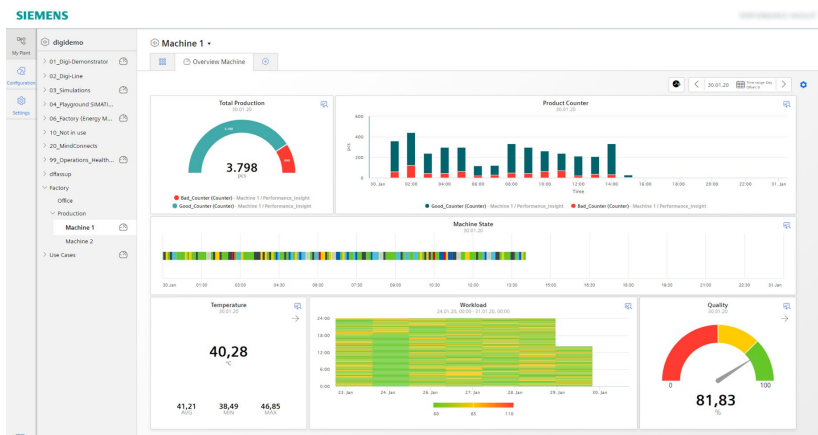 SIEMENS
My Plant
Configuration
Settings
digidemo
01_Digi-Demonstrator
02_Digi-Line
03_Simulations
04_Playground SIMATI...
06_Factory (Energy M...
10_Not in use
20_MindConnects
99_Operations_Health...
dffassup
Factory
Office
Production
Machine 1
Machine 2
Use Cases
Machine 1
Overview Machine
30.01.20
Total Production
30.01.20
3.798
pcs
Bad_Counter (Counter) - Machine 1 / Performance_Insight
Good_Counter (Counter) - Machine 1 / Performance_Insight
Product Counter
30.01.20
600
400
200
0
pcs
30. Jan 02:00 04:00 06:00 08:00 10:00 12:00 14:00 16:00 18:00 20:00 22:00 31. Jan
Time
Good_Counter (Counter) - Machine 1 / Performance_Insight Bad_Counter (Counter) - Machine 1 / Performance_Insight
Machine State
30.01.20
30. Jan 01:30 03:00 04:30 06:00 07:30 09:00 10:30 12:00 13:30 15:00 16:30 18:00 19:30 21:00 22:30 31. Jan
Temperature
30.01.20
40,28
°C
41,21 38,49 46,85
AVG MIN MAX
Workload
24.01.20, 00:00 - 31.01.20, 00:00
24:00
18:00
12:00
6:00
0:00
23. Jan 24. Jan 26. Jan 27. Jan 28. Jan 29. Jan 30. Jan
60 85 110
Quality
30.01.20
0 100
81,83
%